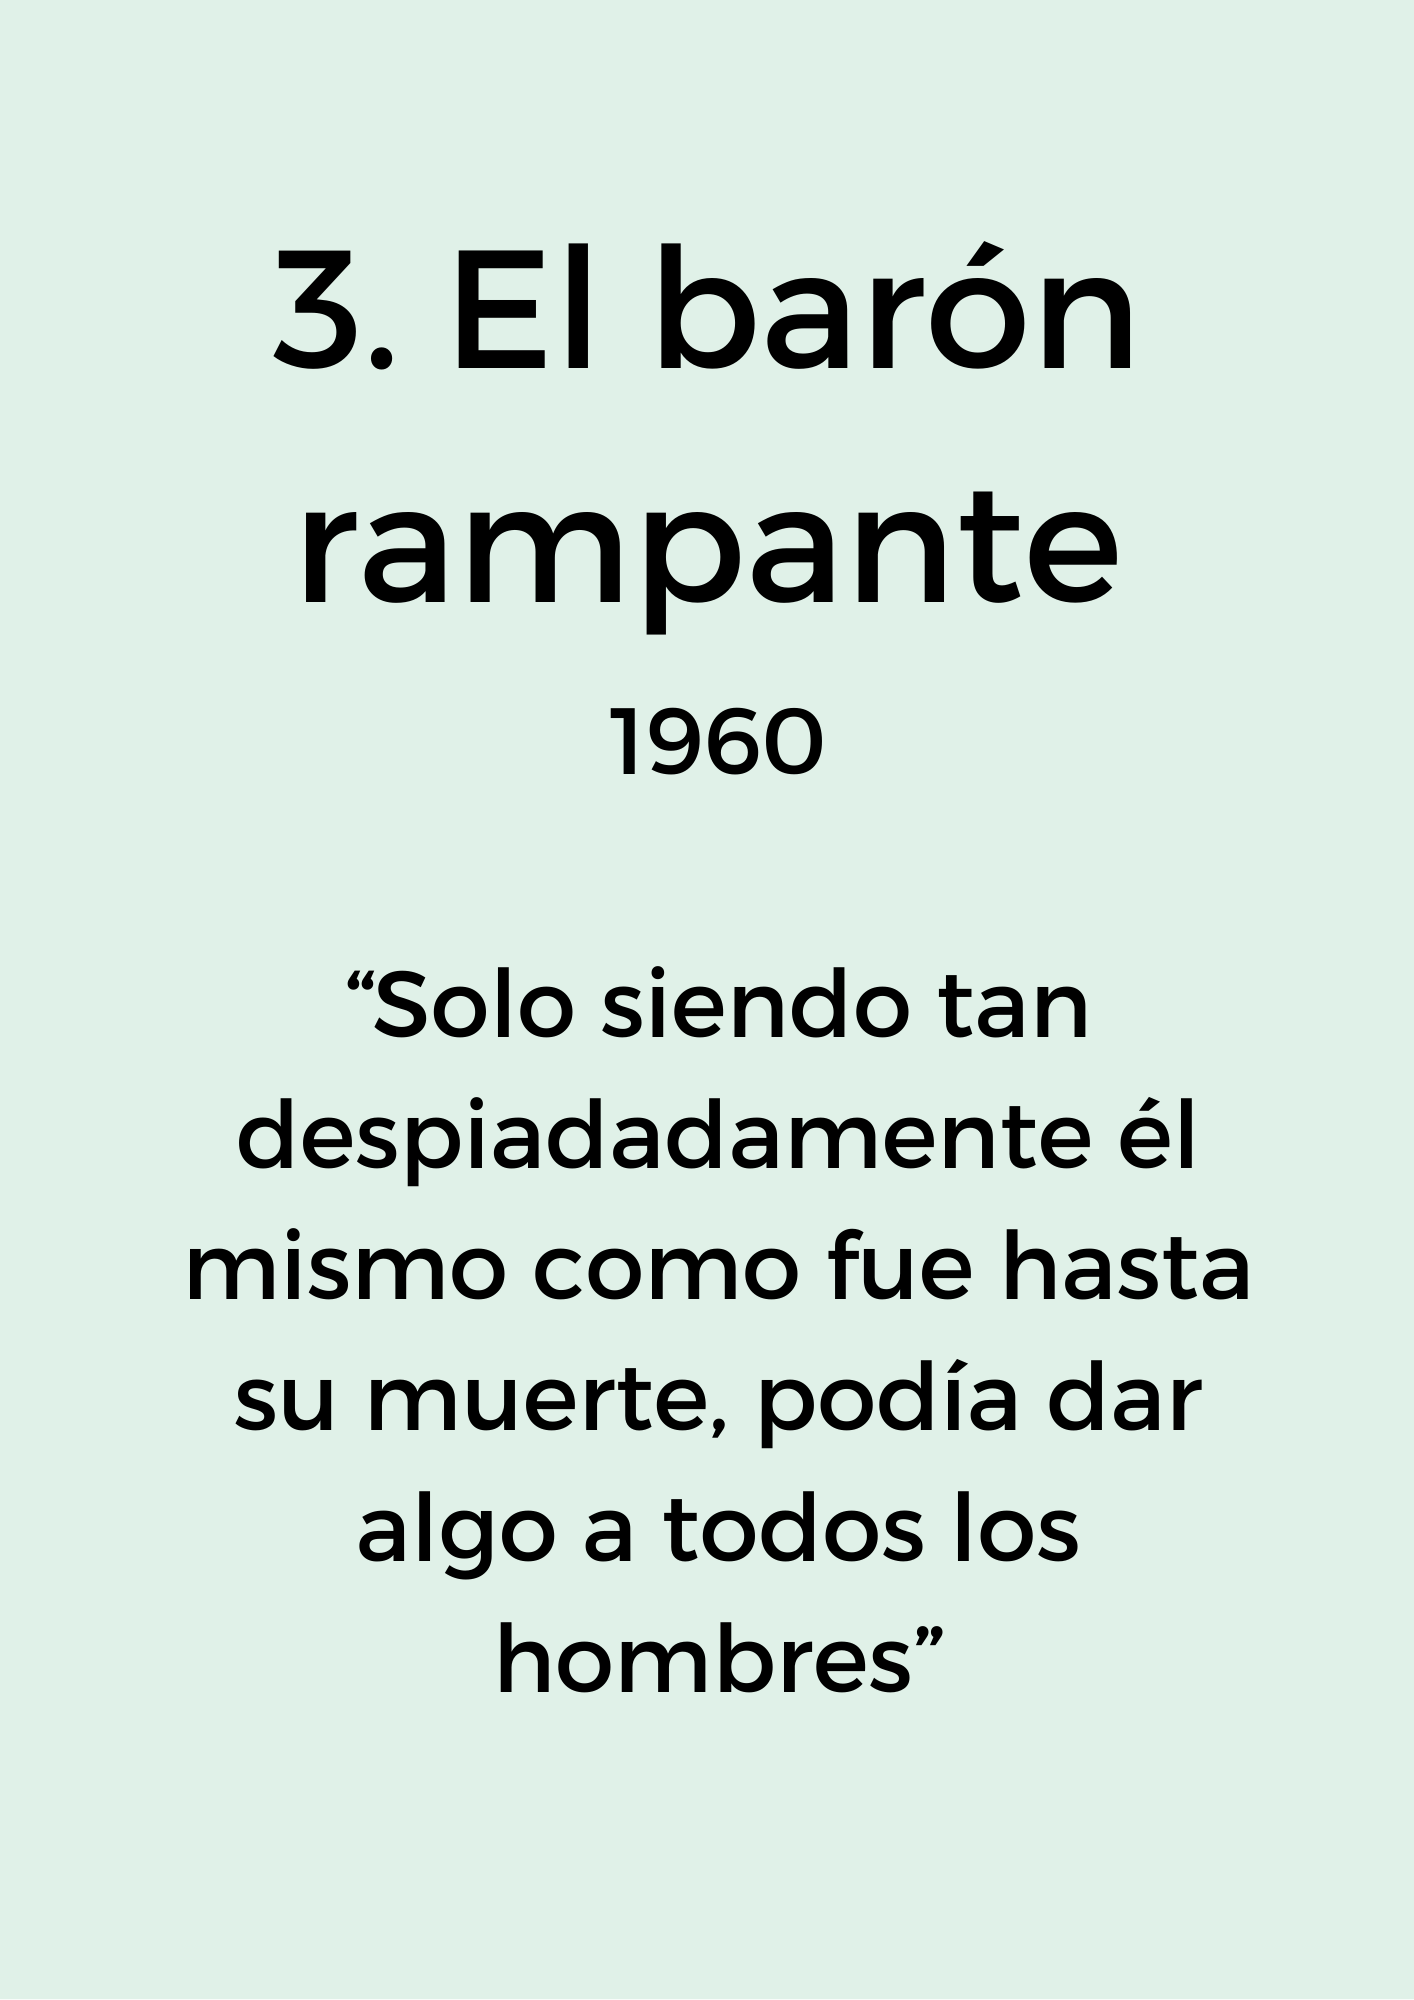 3. El barón
rampante
1960
“Solo siendo tan
despiadadamente él
mismo como fue hasta
su muerte, podía dar
algo a todos los
hombres”